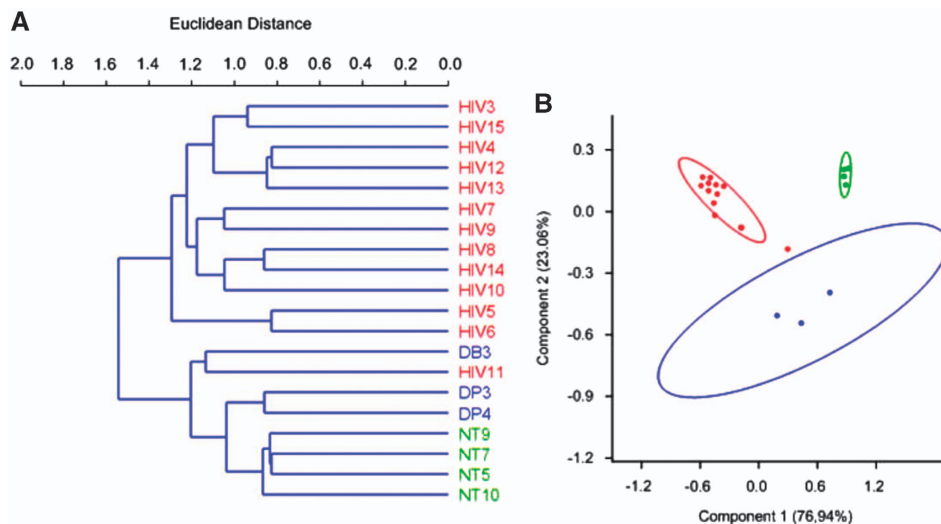 A
Euclidean Distance
2.0 1.8 1.6 1.4 1.2 1.0 0.8 0.6 0.4 0.2 0.0
HIV3
HIV15
HIV4
HIV12
HIV13
HIV7
HIV9
HIV8
HIV14
HIV10
HIV5
HIV6
DB3
HIV11
DP3
DP4
NT9
NT7
NT5
NT10
B
0.3
0.0
-0.3
-0.6
-0.9
-1.2
Component 2 (23.06%)
-1.2 -0.6 0.0 0.6 1.2
Component 1 (76,94%)